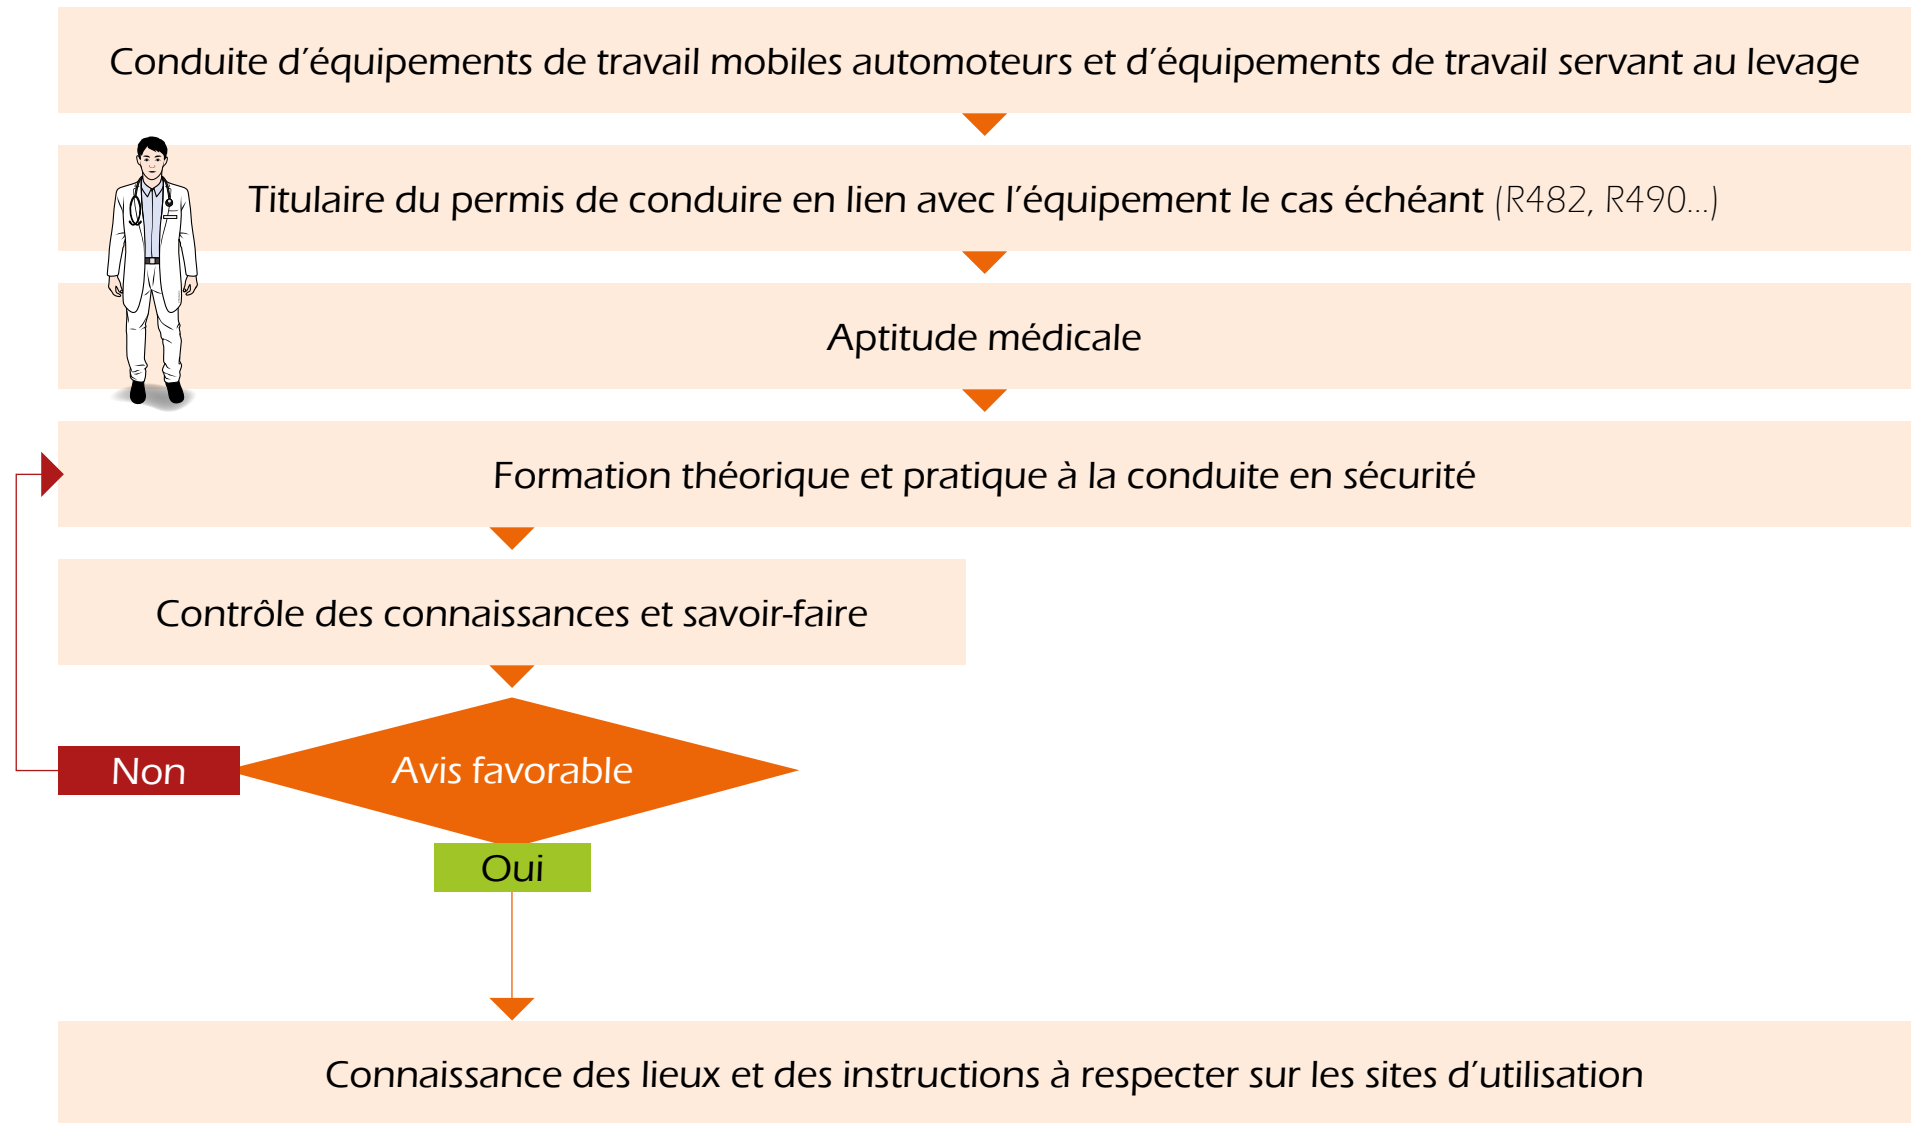 Conduite d’équipements de travail mobiles automoteurs et d’équipements de travail servant au levage
Titulaire du permis de conduire en lien avec l’équipement le cas échéant (R482, R490...)
Aptitude médicale
Formation théorique et pratique à la conduite en sécurité
Contrôle des connaissances et savoir-faire
Avis favorable
Non
Oui
Connaissance des lieux et des instructions à respecter sur les sites d’utilisation